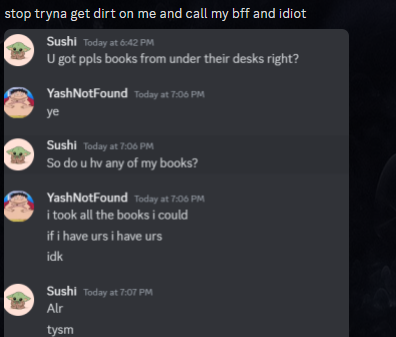 stop tryna get dirt on me and call my bff and idiot
Sushi Today at 6:42 PM
U got ppls books from under their desks right?
YashNotFound Today at 7:06 PM
ye
Sushi Today at 7:06 PM
So do u hv any of my books?
YashNotFound Today at 7:06 PM
i took all the books i could
if i have urs i have urs
idk
Sushi Today at 7:07 PM
Alr
tysm